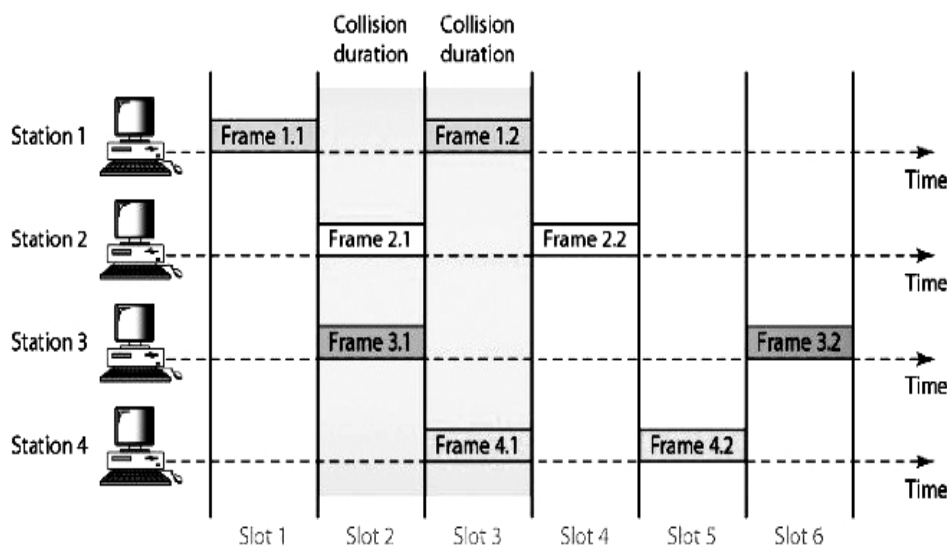 Collision duration
Collision duration
Station 1
Frame 1.1
Frame 1.2
Time
Station 2
Frame 2.1
Frame 2.2
Time
Station 3
Frame 3.1
Frame 3.2
Time
Station 4
Frame 4.1
Frame 4.2
Time
Slot 1
Slot 2
Slot 3
Slot 4
Slot 5
Slot 6